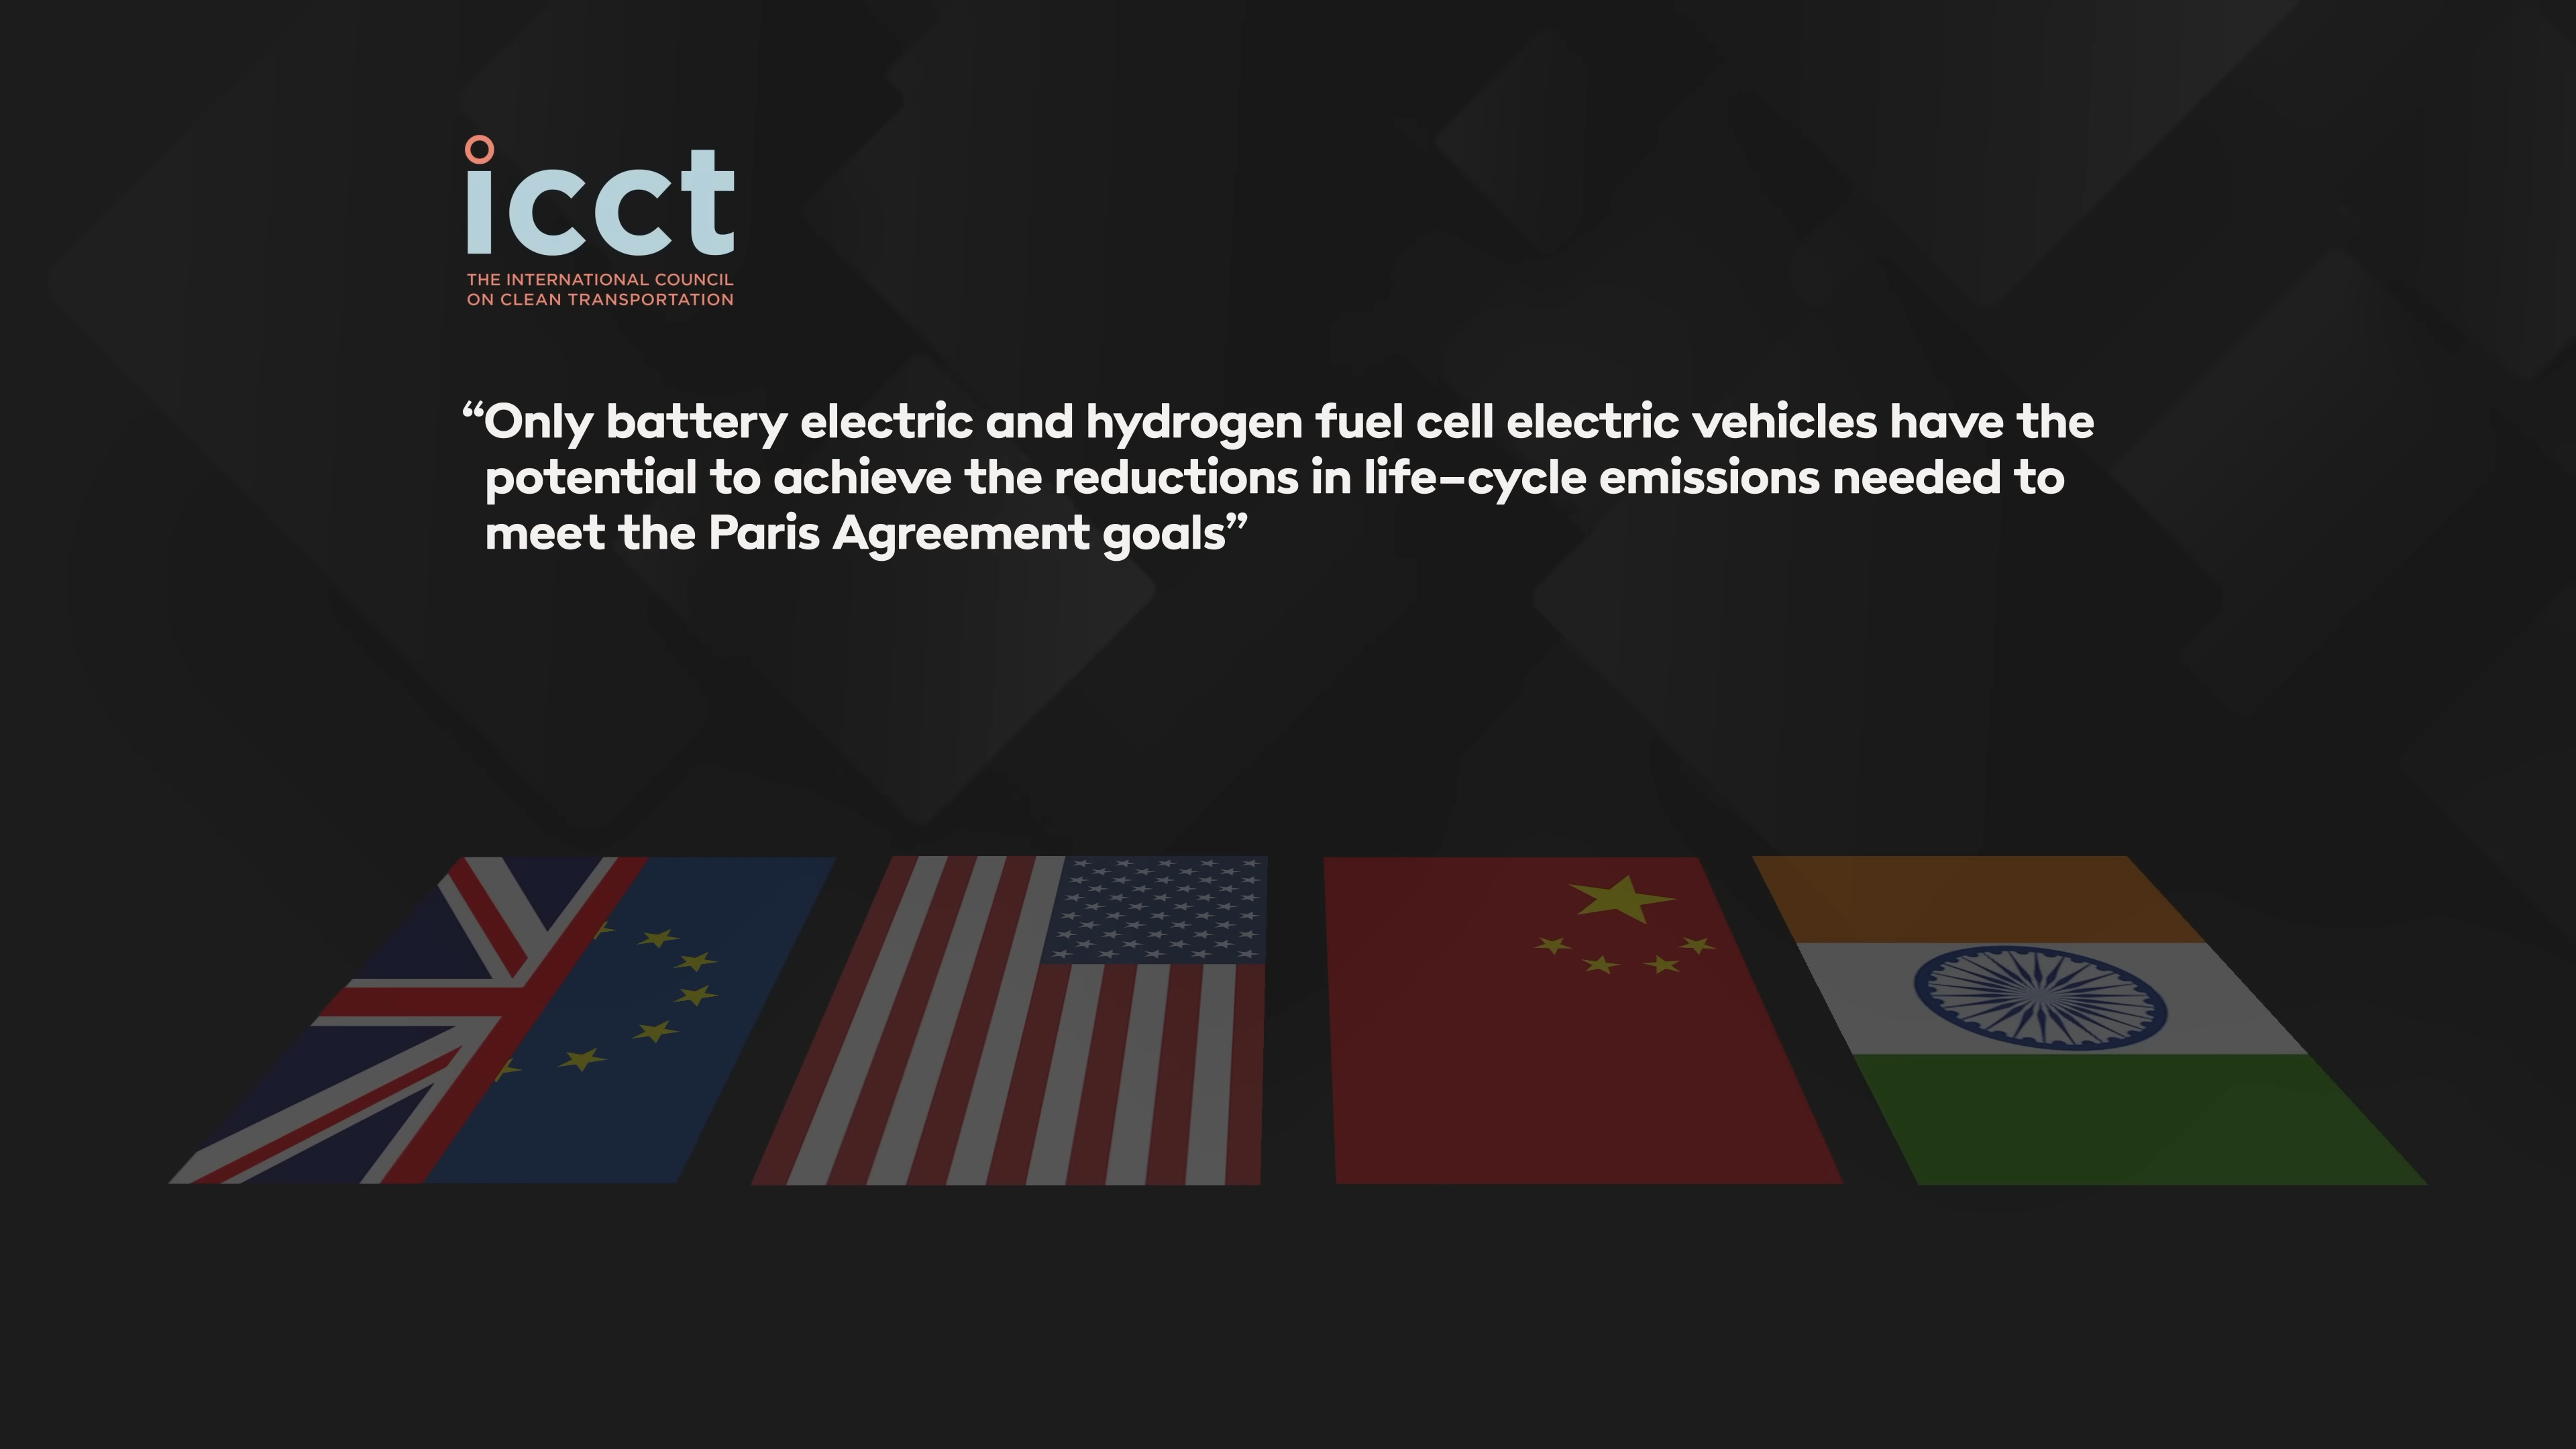 icct
THE INTERNATIONAL COUNCIL
ON CLEAN TRANSPORTATION
“Only battery electric and hydrogen fuel cell electric vehicles have the
potential to achieve the reductions in life–cycle emissions needed to
meet the Paris Agreement goals”